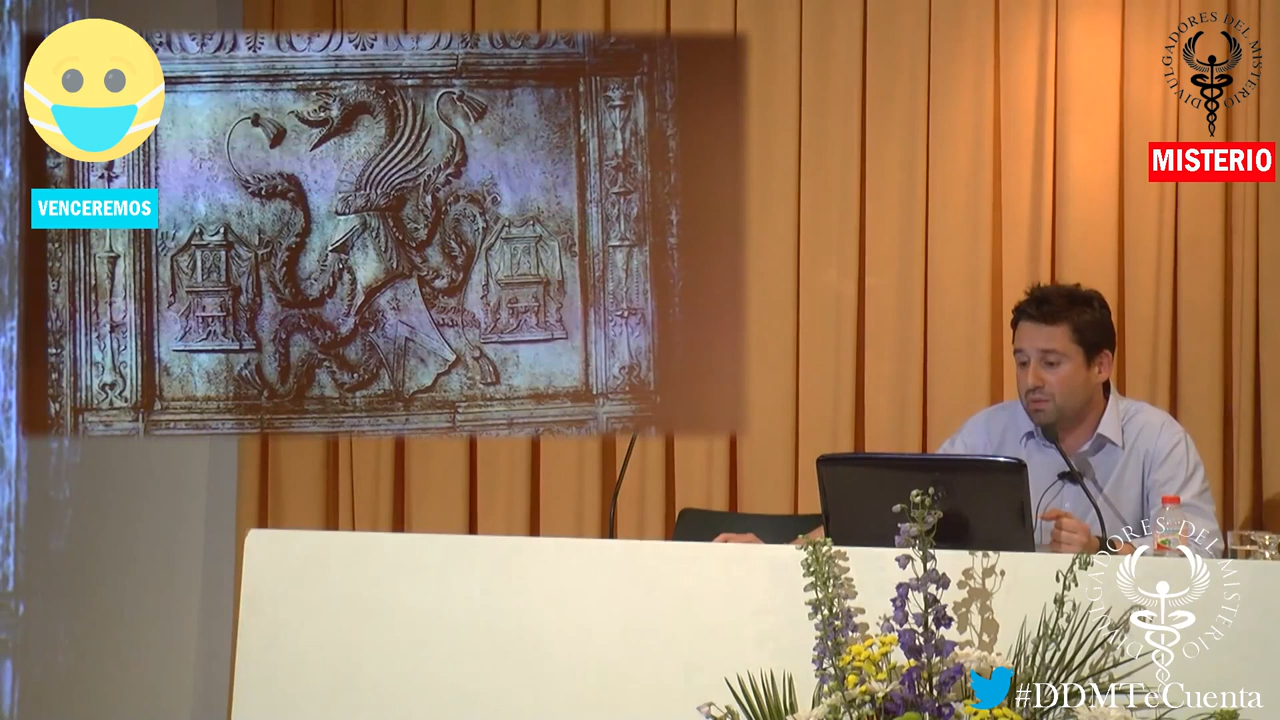 VENCEREMOS
DIVULGADORES DEL MISTERIO
MISTERIO
DIVULGADORES DEL MISTERIO
#DDMTeCuenta